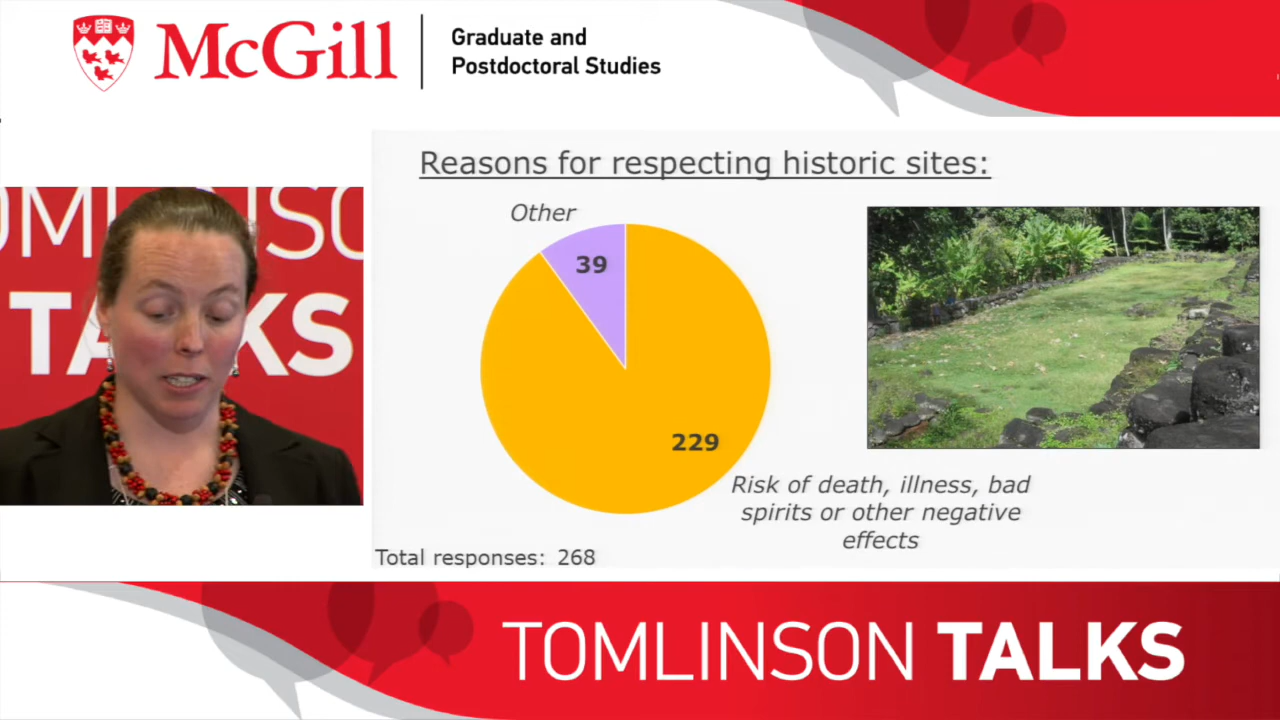 McGill
Graduate and
Postdoctoral Studies
TALKS
Reasons for respecting historic sites:
Other
39
229
Risk of death, illness, bad
spirits or other negative
effects
Total responses: 268
TOMLINSON TALKS